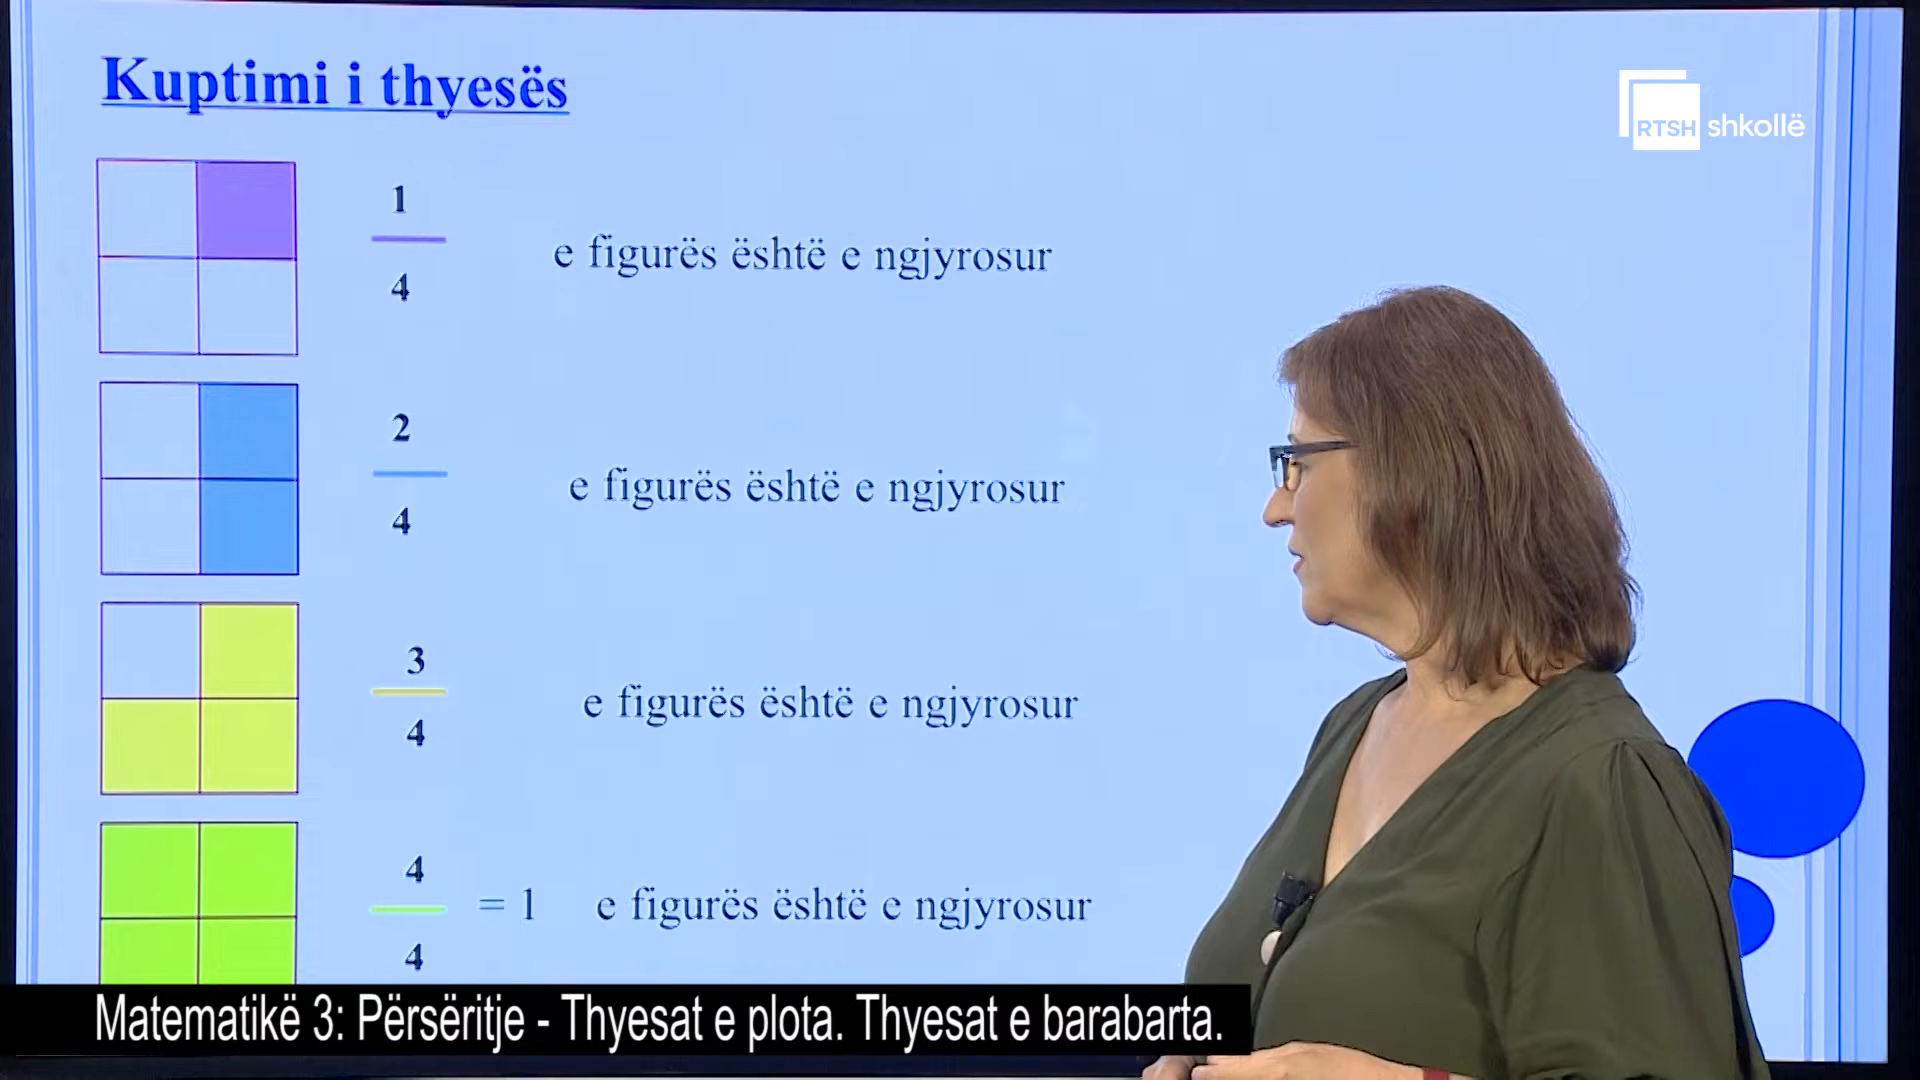 Kuptimi i thyesës
RTSH shkollë
1
4
e figurës është e ngjyrosur
2
4
e figurës është e ngjyrosur
3
4
e figurës është e ngjyrosur
4
4
= 1 e figurës është e ngjyrosur
Matematikë 3: Përsëritje - Thyesat e plota. Thyesat e barabarta.